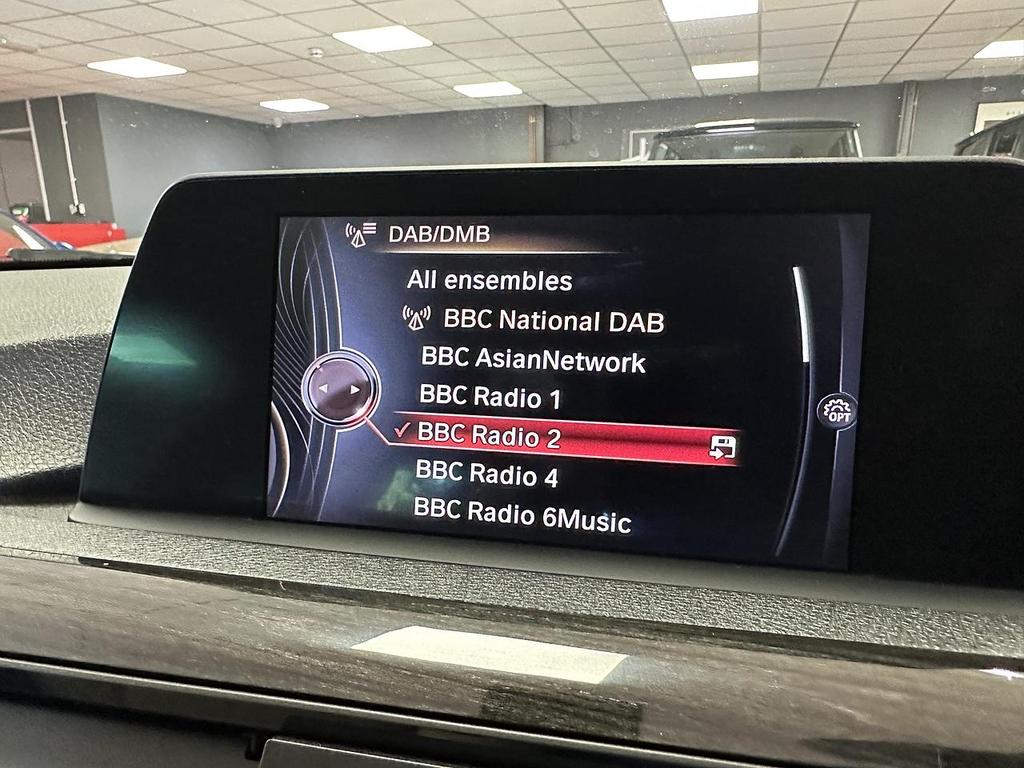 DAB/DMB
All ensembles
BBC National DAB
BBC AsianNetwork
BBC Radio 1
BBC Radio 2
BBC Radio 4
BBC Radio 6Music
OPT